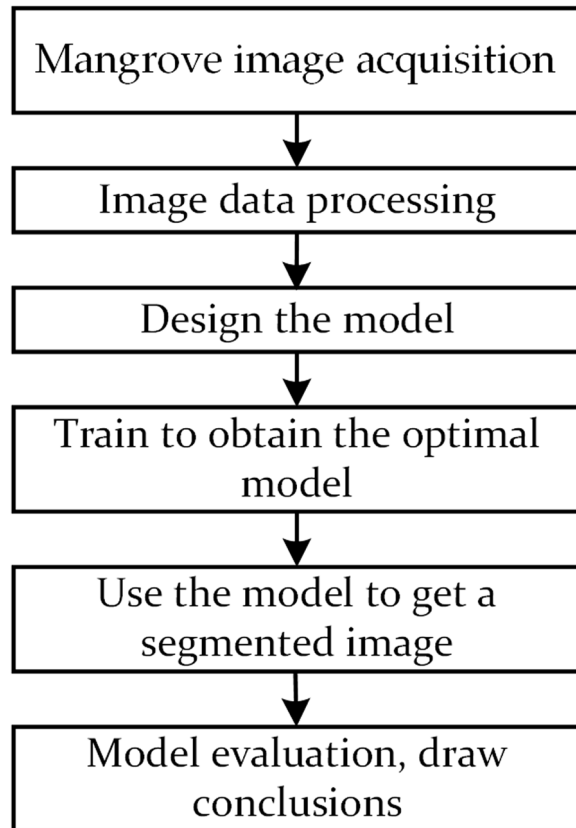 Mangrove image acquisition
Image data processing
Design the model
Train to obtain the optimal
model
Use the model to get a
segmented image
Model evaluation, draw
conclusions